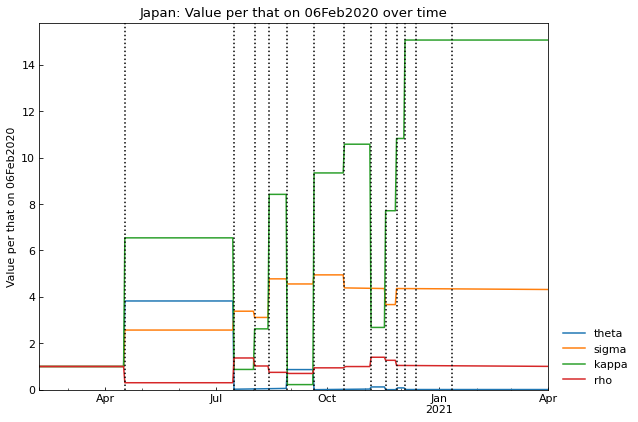 Japan: Value per that on 06Feb2020 over time
Value per that on 06Feb2020
14
12
10
8
6
4
2
0
Apr
Jul
Oct
Jan
2021
Apr
theta
sigma
kappa
rho